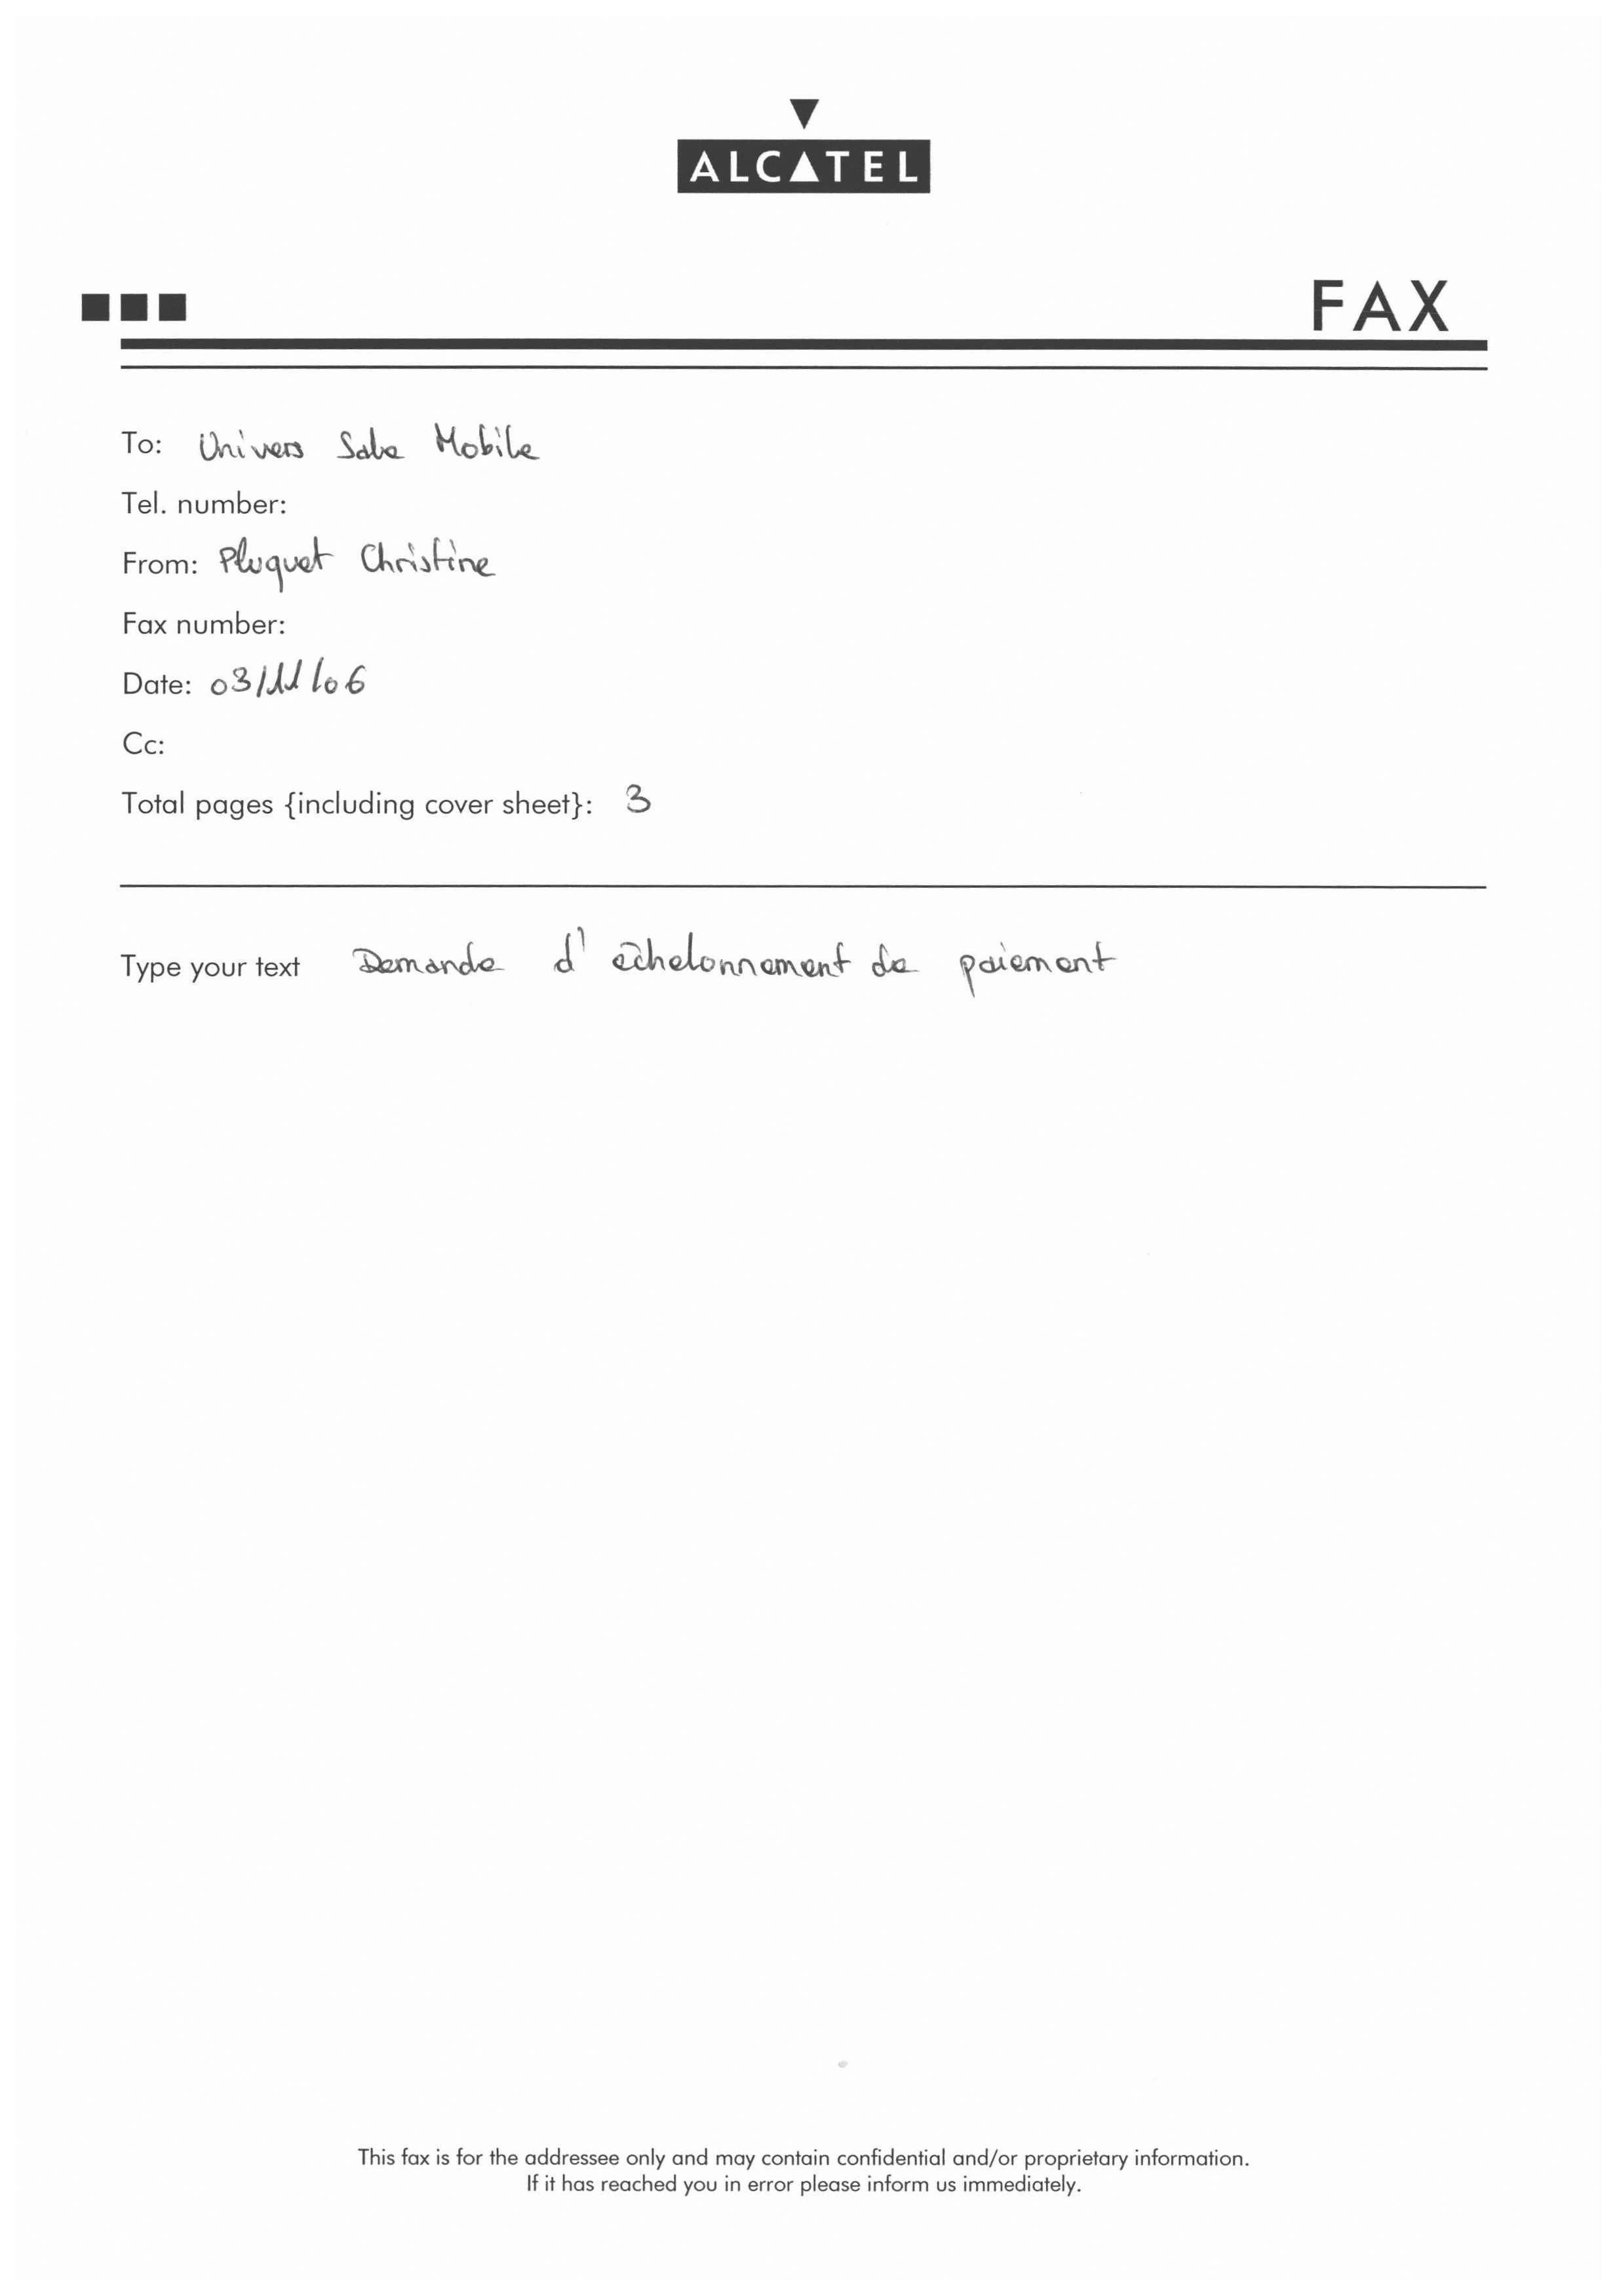 ALCATEL
FAX
To: Univers Sale Mobile
Tel. number:
From: Pluquet Christine
Fax number:
Date: 03/11/06
Cc:
Total pages {including cover sheet}: 3
Type your text Demande d'échelonnement de paiement
This fax is for the addressee only and may contain confidential and/or proprietary information.
If it has reached you in error please inform us immediately.